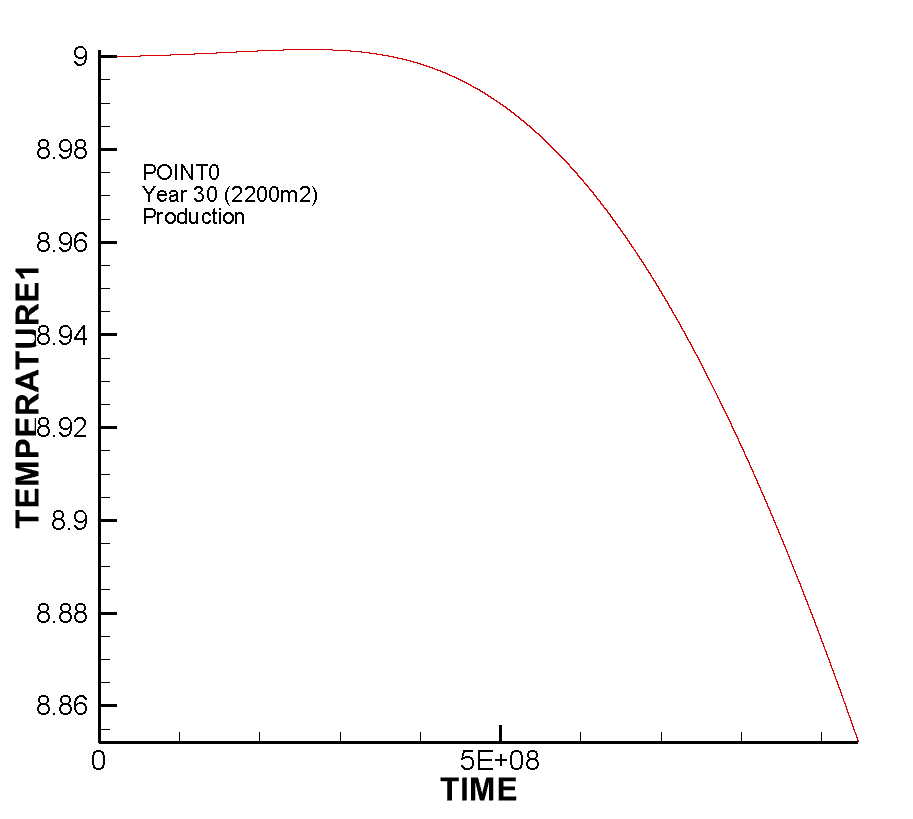 9
8.98
POINT0
Year 30 (2200m2)
Production
8.96
TEMPERATURE1
8.94
8.92
8.9
8.88
8.86
0
5E+08
TIME